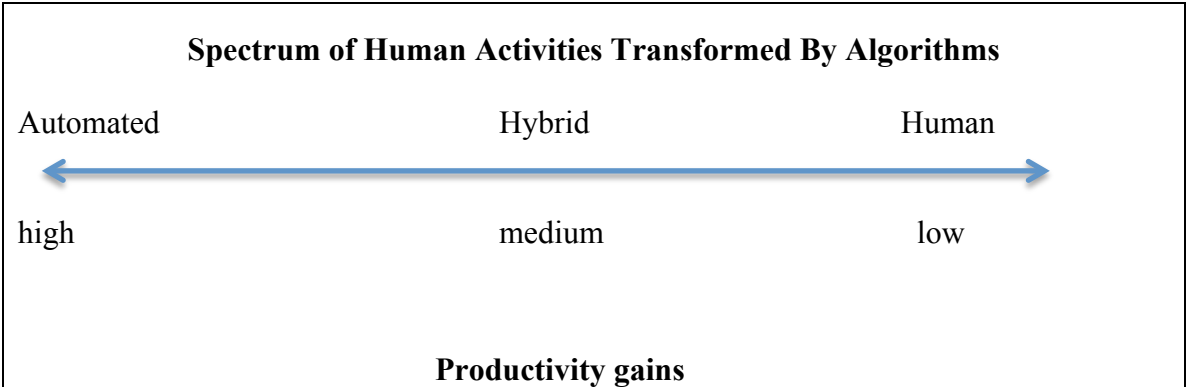 Spectrum of Human Activities Transformed By Algorithms
Automated Hybrid Human
high medium low
Productivity gains